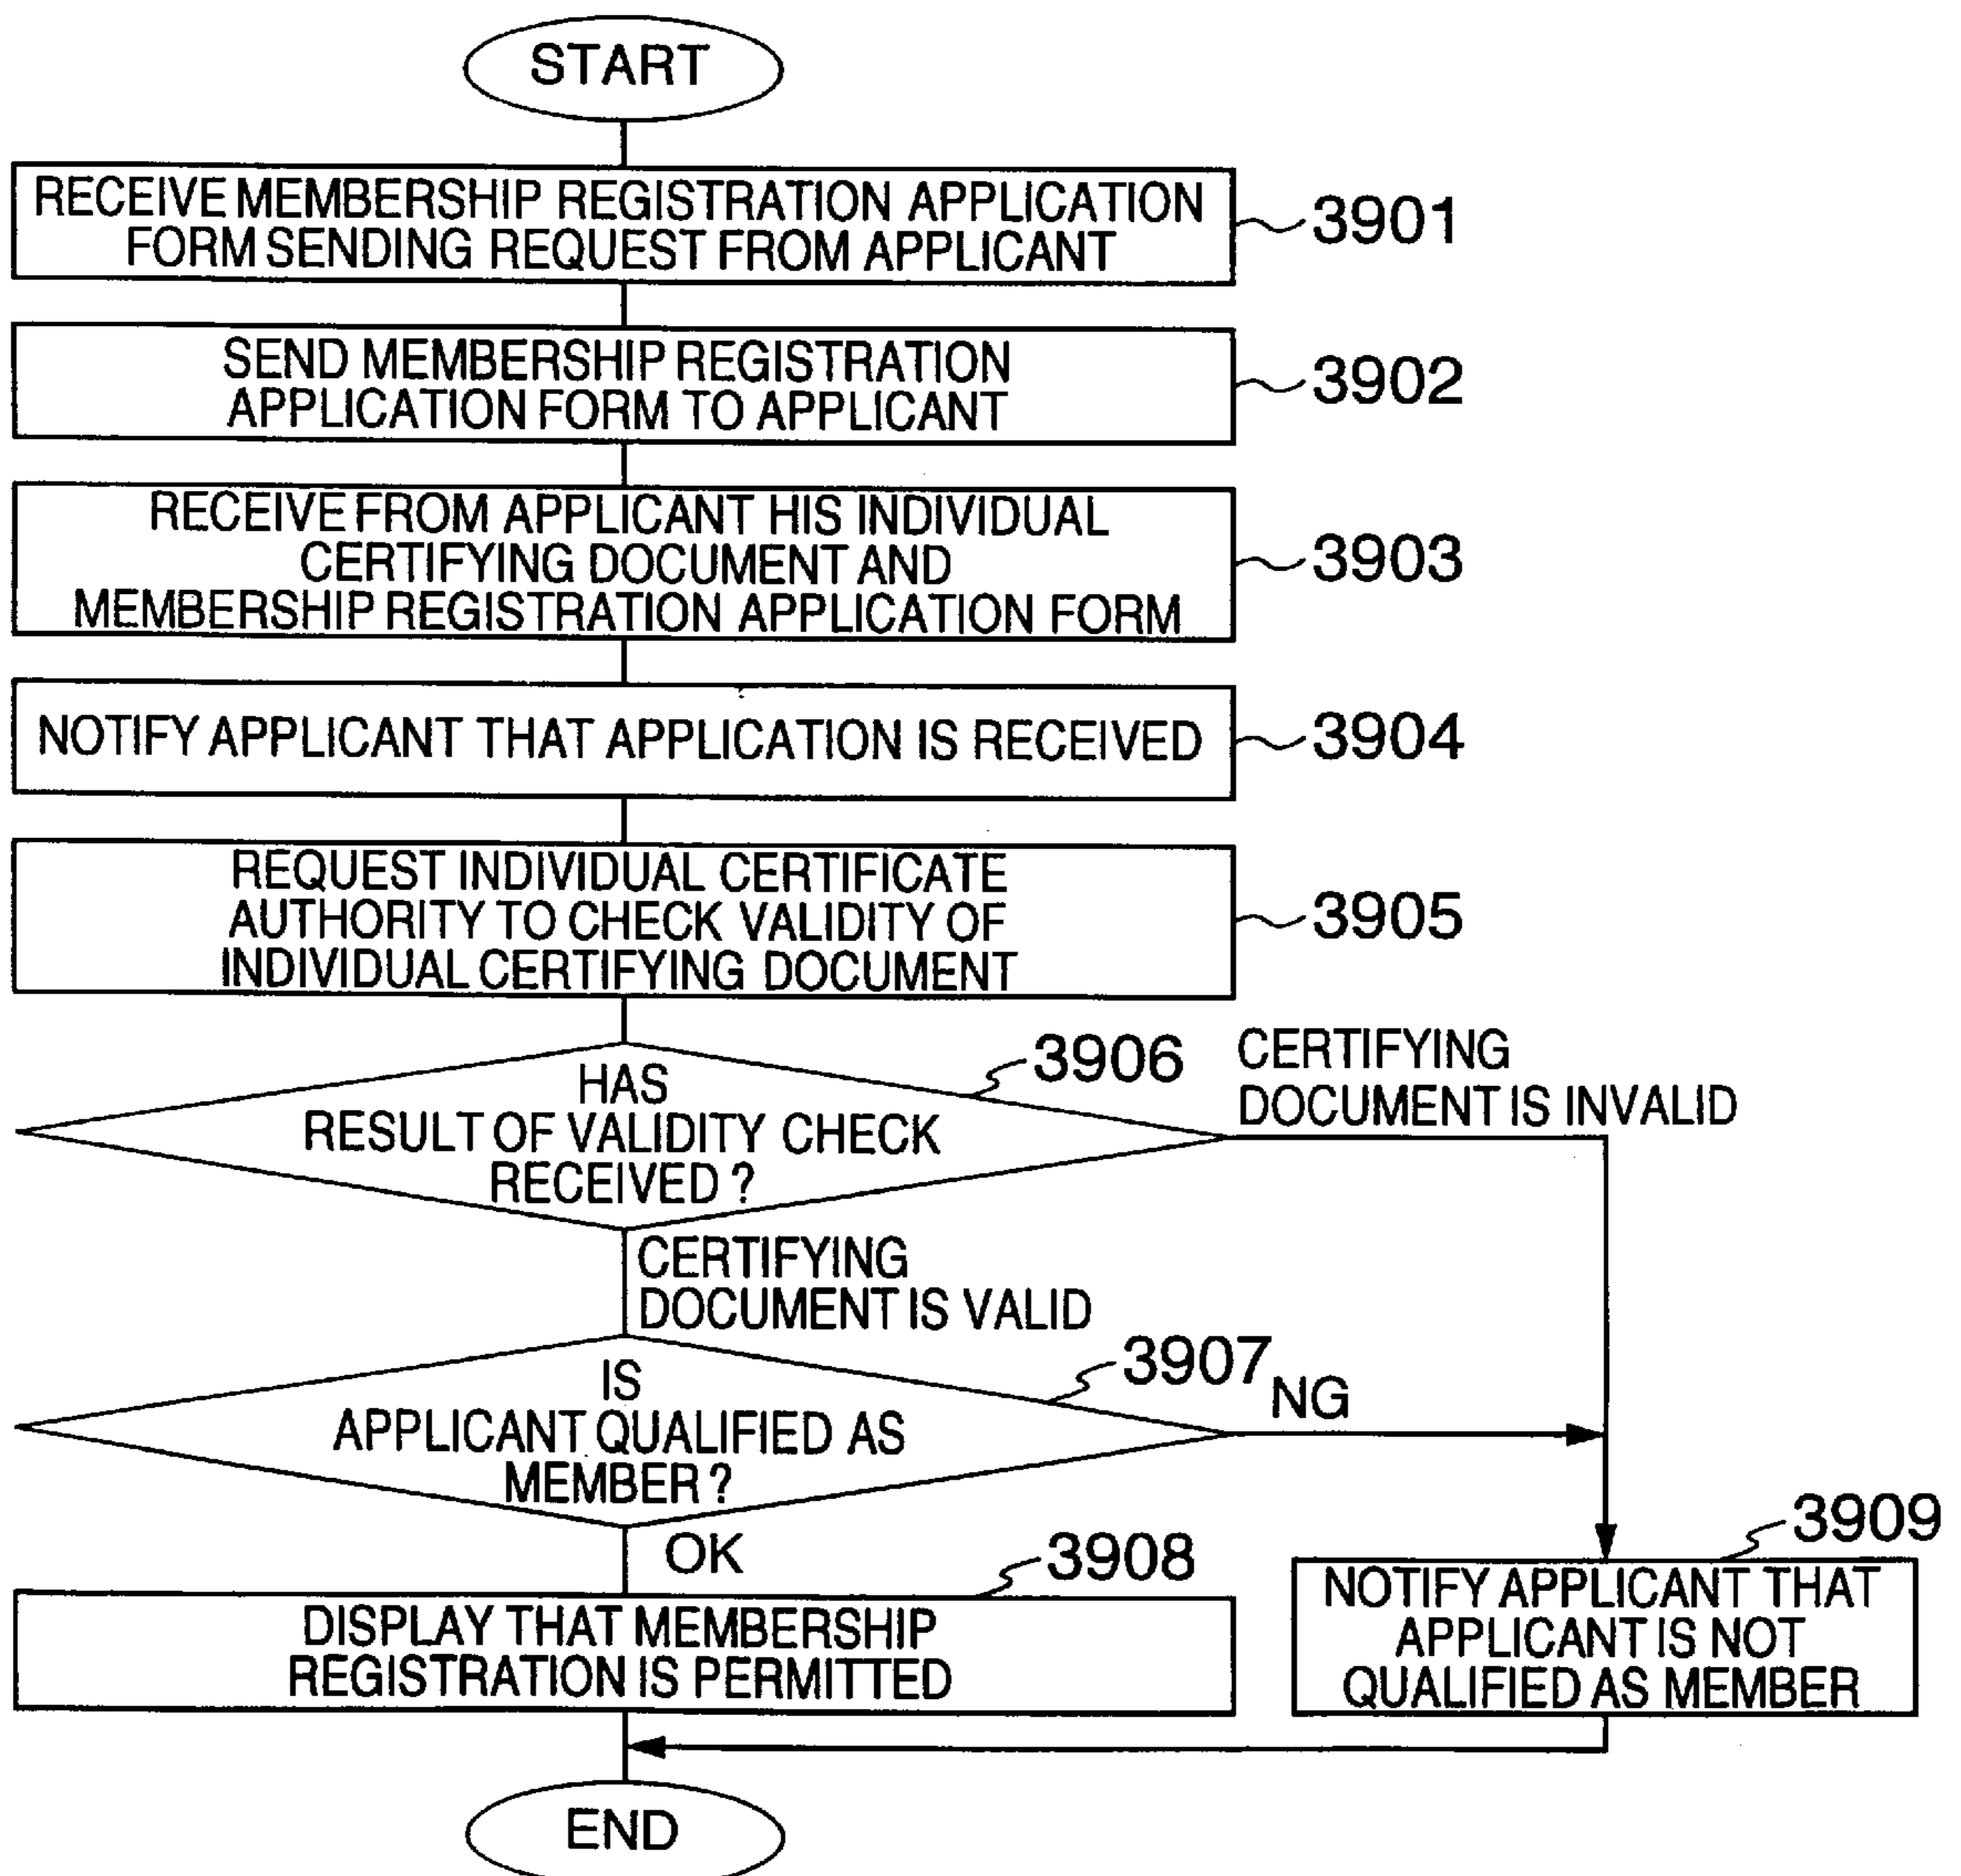 START
RECEIVE MEMBERSHIP REGISTRATION APPLICATION
FORM SENDING REQUEST FROM APPLICANT
3901
SEND MEMBERSHIP REGISTRATION
APPLICATION FORM TO APPLICANT
3902
RECEIVE FROM APPLICANT HIS INDIVIDUAL
CERTIFYING DOCUMENT AND
MEMBERSHIP REGISTRATION APPLICATION FORM
3903
NOTIFY APPLICANT THAT APPLICATION IS RECEIVED
3904
REQUEST INDIVIDUAL CERTIFICATE
AUTHORITY TO CHECK VALIDITY OF
INDIVIDUAL CERTIFYING DOCUMENT
3905
HAS
RESULT OF VALIDITY CHECK
RECEIVED ?
3906
CERTIFYING
DOCUMENT IS INVALID
CERTIFYING
DOCUMENT IS VALID
IS
APPLICANT QUALIFIED AS
MEMBER ?
3907
NG
OK
3908
DISPLAY THAT MEMBERSHIP
REGISTRATION IS PERMITTED
3909
NOTIFY APPLICANT THAT
APPLICANT IS NOT
QUALIFIED AS MEMBER
END